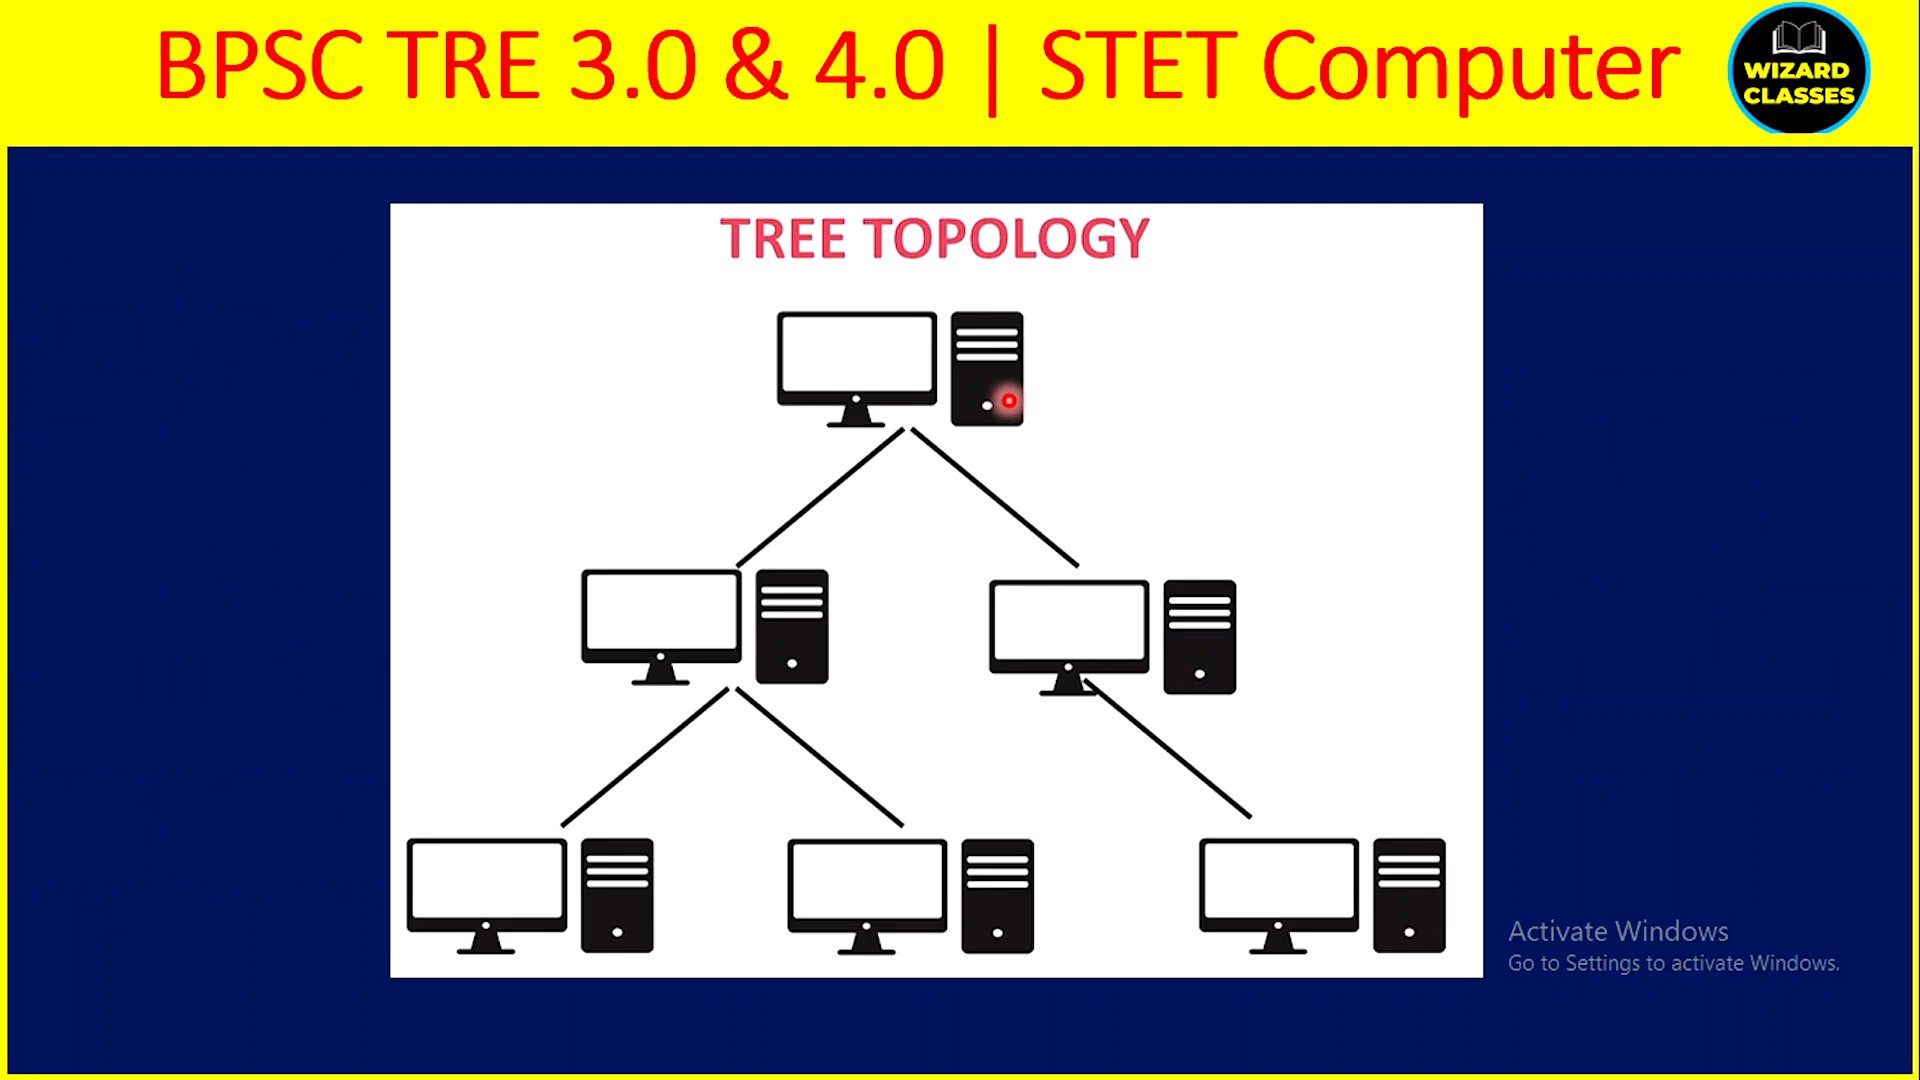 BPSC TRE 3.0 & 4.0 | STET Computer
WIZARD
CLASSES
TREE TOPOLOGY
Activate Windows
Go to Settings to activate Windows.